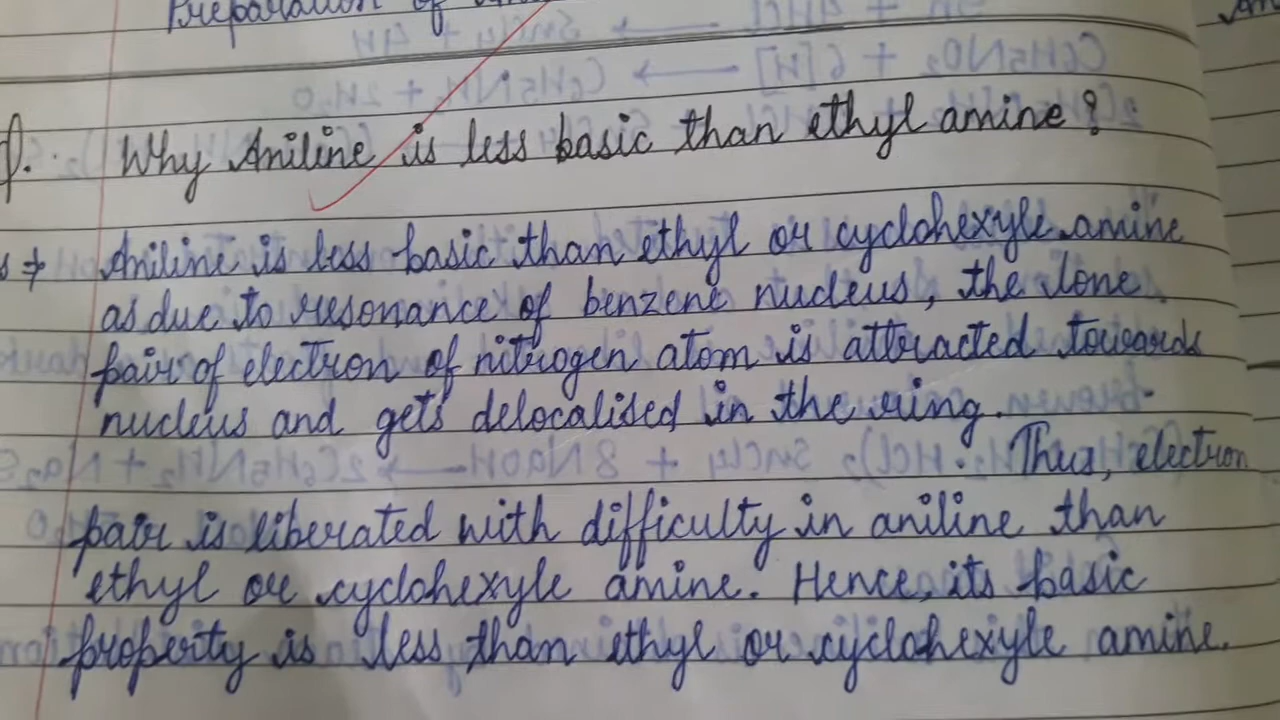 Preparation of
Q. Why Aniline is less basic than ethyl amine?
s ⇒ Aniline is less basic than ethyl or cyclohexyle amine
as due to resonance of benzene nucleus, the lone
pair of electron of nitrogen atom is attracted towards
nucleus and gets delocalised in the ring.
Thus, electron
pair is liberated with difficulty in aniline than
ethyl or cyclohexyle amine. Hence, its basic
property is less than ethyl or cyclohexyle amine.